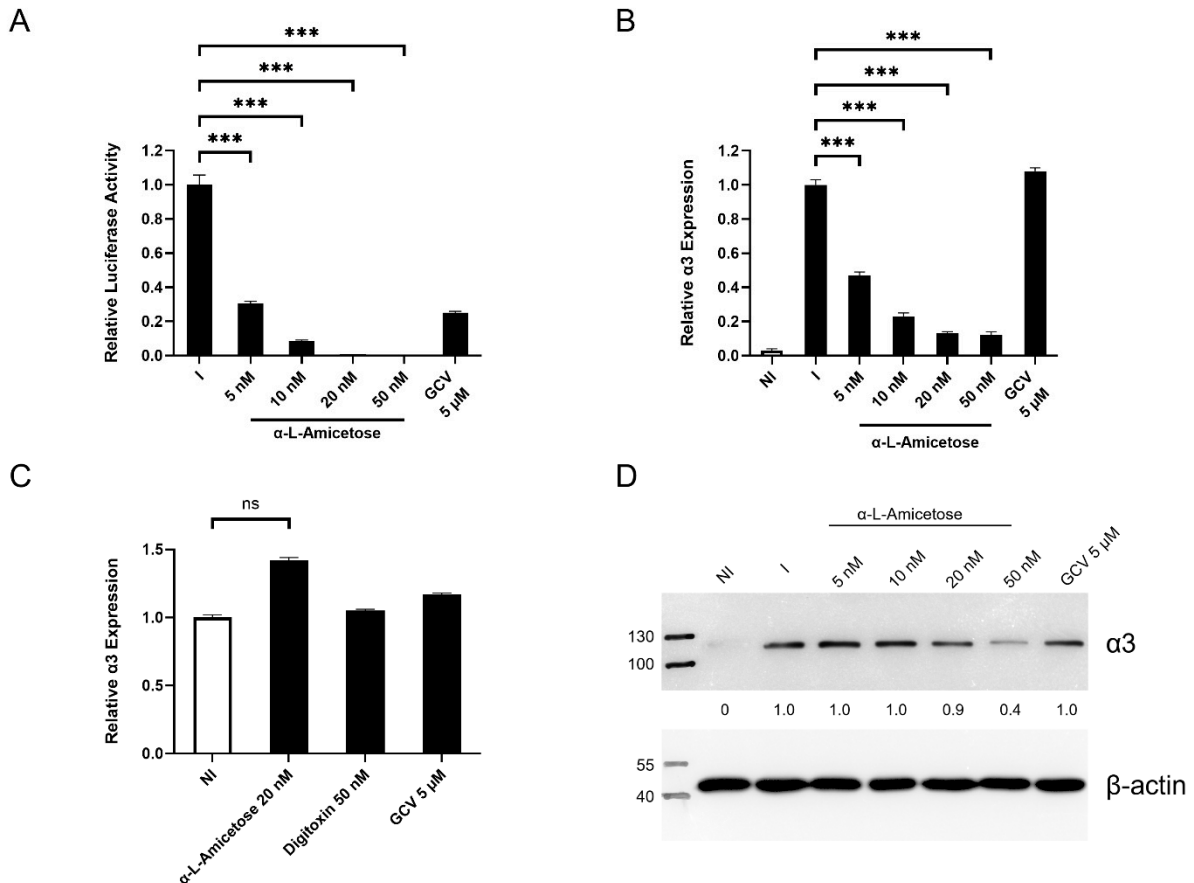 A
***
***
***
***
Relative Luciferase Activity
1.2
1.0
0.8
0.6
0.4
0.2
0.0
I
5 nM
10 nM
20 nM
50 nM
GCV
5 µM
α-L-Amicetose
B
***
***
***
***
Relative α3 Expression
1.2
1.0
0.8
0.6
0.4
0.2
0.0
NI
I
5 nM
10 nM
20 nM
50 nM
GCV
5 µM
α-L-Amicetose
C
ns
Relative α3 Expression
1.5
1.0
0.5
0.0
NI
α-L-Amicetose 20 nM
Digitoxin 50 nM
GCV 5 µM
D
α-L-Amicetose
NI
I
5 nM
10 nM
20 nM
50 nM
GCV 5 µM
130
100
α3
0 1.0 1.0 1.0 0.9 0.4 1.0
55
40
β-actin